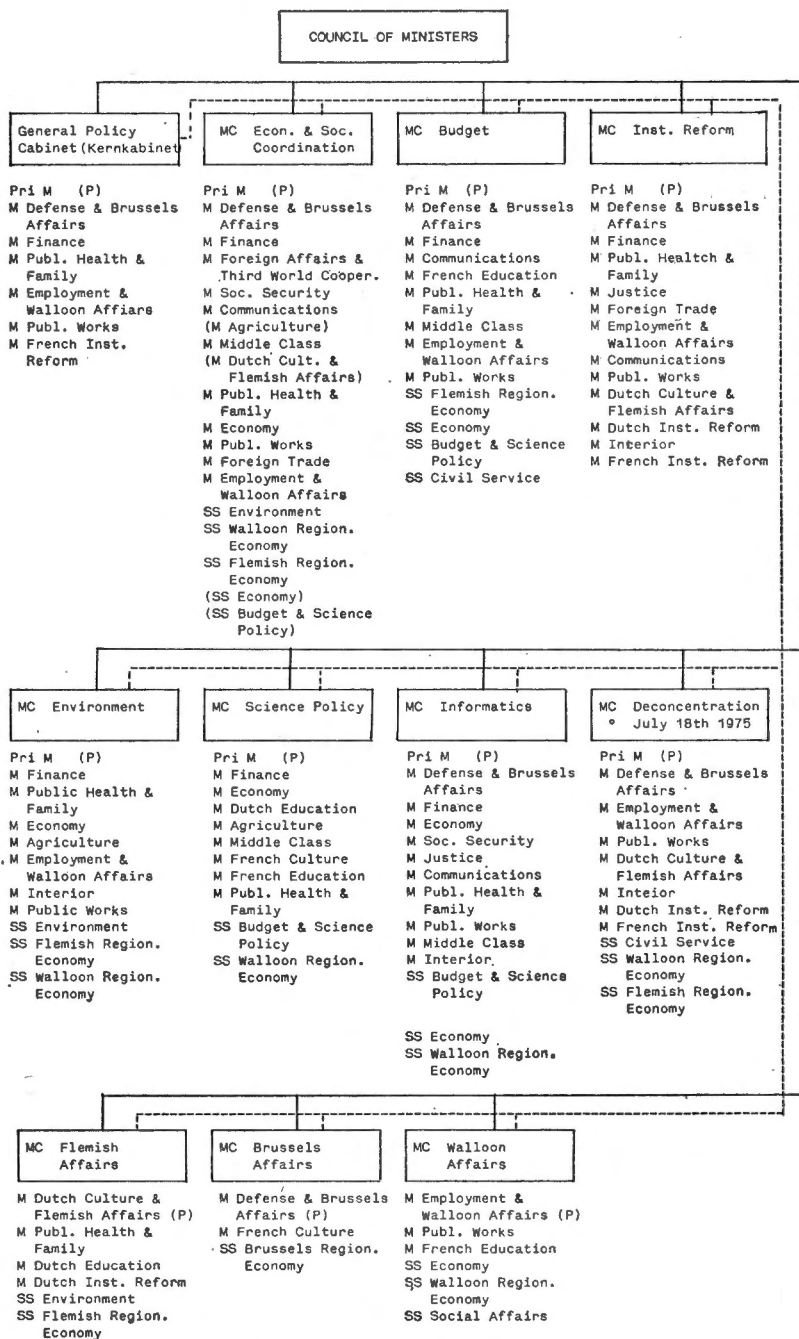 COUNCIL OF MINISTERS
General Policy
Cabinet (Kernkabinet
Pri M (P)
M Defense & Brussels
Affairs
M Finance
M Publ. Health &
Family
M Employment &
Walloon Affiars
M Publ. Works
M French Inst.
Reform
MC Econ. & Soc.
Coordination
Pri M (P)
M Defense & Brussels
Affairs
M Finance
M Foreign Affairs &
Third World Cooper.
M Soc. Security
M Communications
(M Agriculture)
M Middle Class
(M Dutch Cult. &
Flemish Affairs)
M Publ. Health &
Family
M Economy
M Publ. Works
M Foreign Trade
M Employment &
Walloon Affairs
SS Environment
SS Walloon Region.
Economy
SS Flemish Region.
Economy
(SS Economy)
(SS Budget & Science
Policy)
MC Budget
Pri M (P)
M Defense & Brussels
Affairs
M Finance
M Communications
M French Education
M Publ. Health &
Family
M Middle Class
M Employment &
Walloon Affairs
M Publ. Works
SS Flemish Region.
Economy
SS Economy
SS Budget & Science
Policy
SS Civil Service
MC Inst. Reform
Pri M (P)
M Defense & Brussels
Affairs
M Finance
M Publ. Healtch &
Family
M Justice
M Foreign Trade
M Employment &
Walloon Affairs
M Communications
M Publ. Works
M Dutch Culture &
Flemish Affairs
M Dutch Inst. Reform
M Interior
M French Inst. Reform
MC Environment
Pri M (P)
M Finance
M Public Health &
Family
M Economy
M Agriculture
M Employment &
Walloon Affairs
M Interior
M Public Works
SS Environment
SS Flemish Region.
Economy
SS Walloon Region.
Economy
MC Science Policy
Pri M (P)
M Finance
M Economy
M Dutch Education
M Agriculture
M Middle Class
M French Culture
M French Education
M Publ. Health &
Family
SS Budget & Science
Policy
SS Walloon Region.
Economy
MC Informatics
Pri M (P)
M Defense & Brussels
Affairs
M Finance
M Economy
M Soc. Security
M Justice
M Communications
M Publ. Health &
Family
M Publ. Works
M Middle Class
M Interior
SS Budget & Science
Policy
SS Economy
SS Walloon Region.
Economy
MC Deconcentration
° July 18th 1975
Pri M (P)
M Defense & Brussels
Affairs
M Employment &
Walloon Affairs
M Publ. Works
M Dutch Culture &
Flemish Affairs
M Inteior
M Dutch Inst. Reform
M French Inst. Reform
SS Civil Service
SS Walloon Region.
Economy
SS Flemish Region.
Economy
MC Flemish
Affairs
M Dutch Culture &
Flemish Affairs (P)
M Publ. Health &
Family
M Dutch Education
M Dutch Inst. Reform
SS Environment
SS Flemish Region.
Economy
MC Brussels
Affairs
M Defense & Brussels
Affairs (P)
M French Culture
SS Brussels Region.
Economy
MC Walloon
Affairs
M Employment &
Walloon Affairs (P)
M Publ. Works
M French Education
SS Economy
SS Walloon Region.
Economy
SS Social Affairs